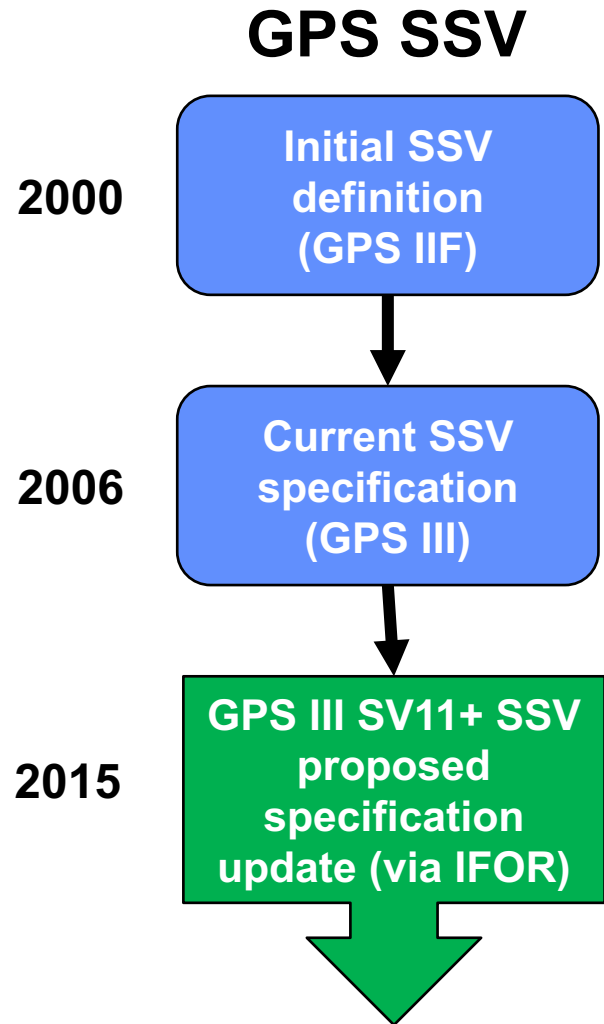 GPS SSV
2000
Initial SSV
definition
(GPS IIF)
2006
Current SSV
specification
(GPS III)
2015
GPS III SV11+ SSV
proposed
specification
update (via IFOR)